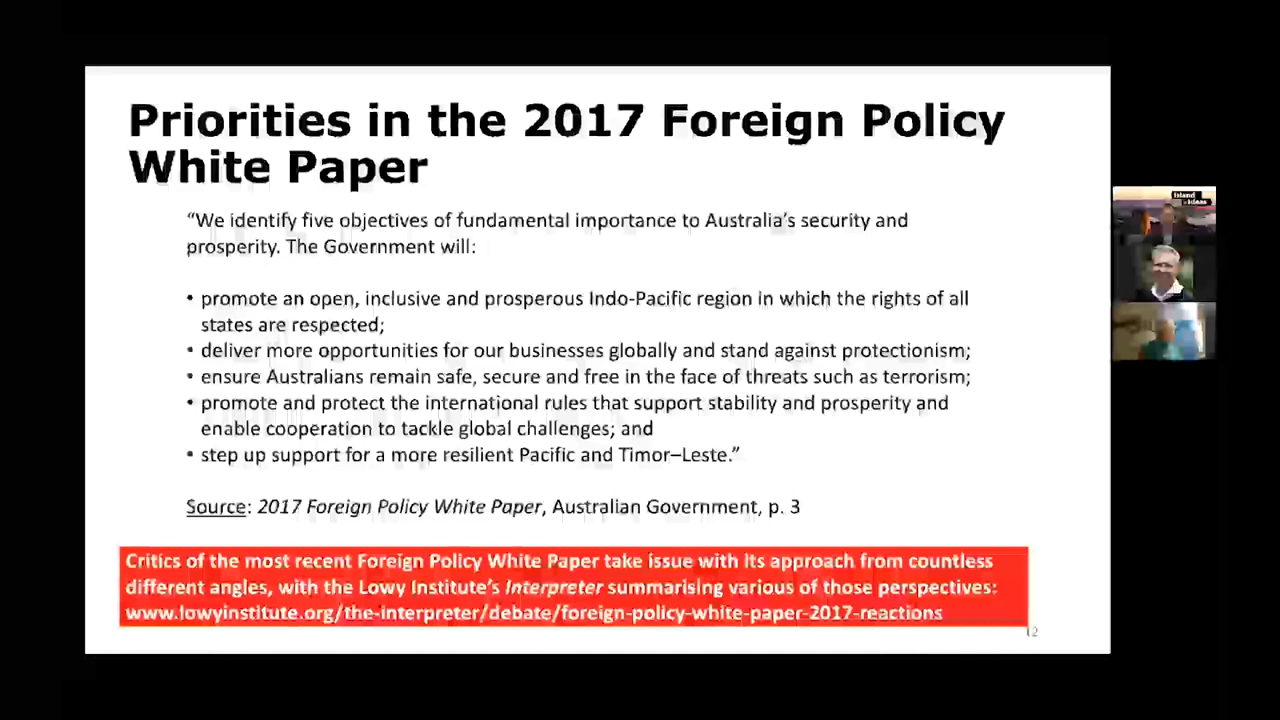 Priorities in the 2017 Foreign Policy
White Paper
“We identify five objectives of fundamental importance to Australia’s security and
prosperity. The Government will:
• promote an open, inclusive and prosperous Indo-Pacific region in which the rights of all
states are respected;
• deliver more opportunities for our businesses globally and stand against protectionism;
• ensure Australians remain safe, secure and free in the face of threats such as terrorism;
• promote and protect the international rules that support stability and prosperity and
enable cooperation to tackle global challenges; and
• step up support for a more resilient Pacific and Timor–Leste.”
Source: 2017 Foreign Policy White Paper, Australian Government, p. 3
Critics of the most recent Foreign Policy White Paper take issue with its approach from countless
different angles, with the Lowy Institute’s Interpreter summarising various of those perspectives:
www.lowyinstitute.org/the-interpreter/debate/foreign-policy-white-paper-2017-reactions
12
Island
of Ideas